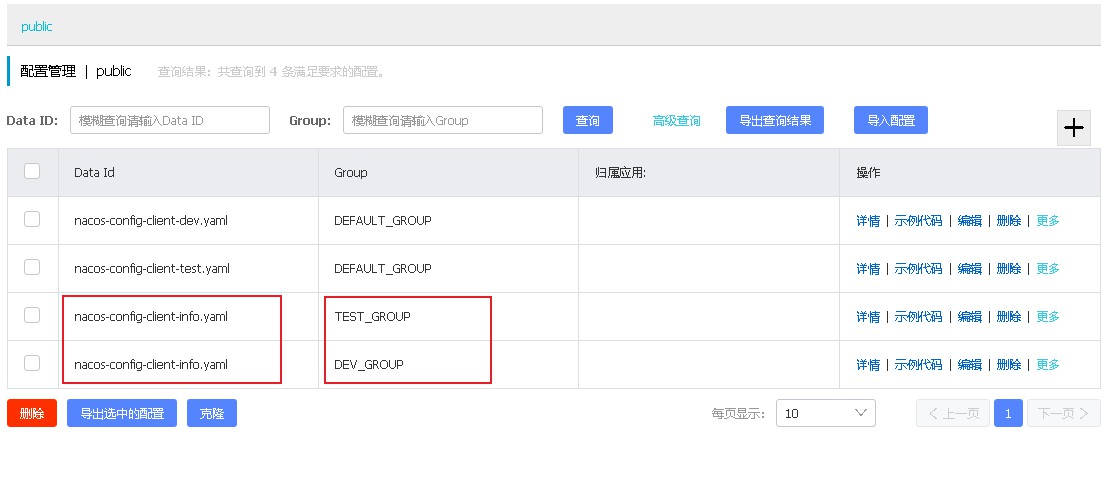 public
配置管理 | public 查询结果：共查询到 4 条满足要求的配置。
Data ID: 模糊查询请输入Data ID Group: 模糊查询请输入Group 查询 高级查询 导出查询结果 导入配置
Data Id Group 归属应用: 操作
nacos-config-client-dev.yaml DEFAULT_GROUP 详情 | 示例代码 | 编辑 | 删除 | 更多
nacos-config-client-test.yaml DEFAULT_GROUP 详情 | 示例代码 | 编辑 | 删除 | 更多
nacos-config-client-info.yaml TEST_GROUP 详情 | 示例代码 | 编辑 | 删除 | 更多
nacos-config-client-info.yaml DEV_GROUP 详情 | 示例代码 | 编辑 | 删除 | 更多
删除 导出选中的配置 克隆 每页显示： 10 < 上一页 1 下一页 >